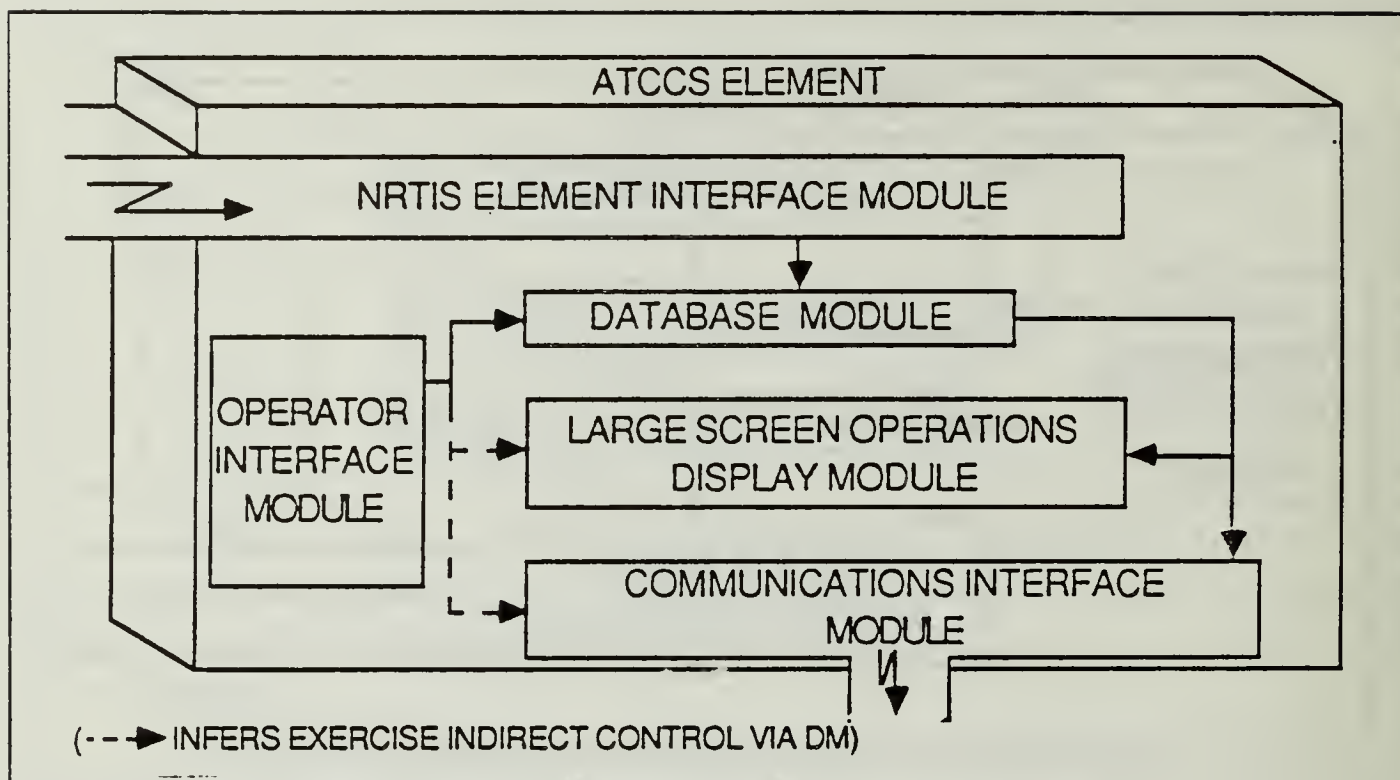 ATCCS ELEMENT
NRTIS ELEMENT INTERFACE MODULE
DATABASE MODULE
OPERATOR
INTERFACE
MODULE
LARGE SCREEN OPERATIONS
DISPLAY MODULE
COMMUNICATIONS INTERFACE
MODULE
(---▶ INFERS EXERCISE INDIRECT CONTROL VIA DM)